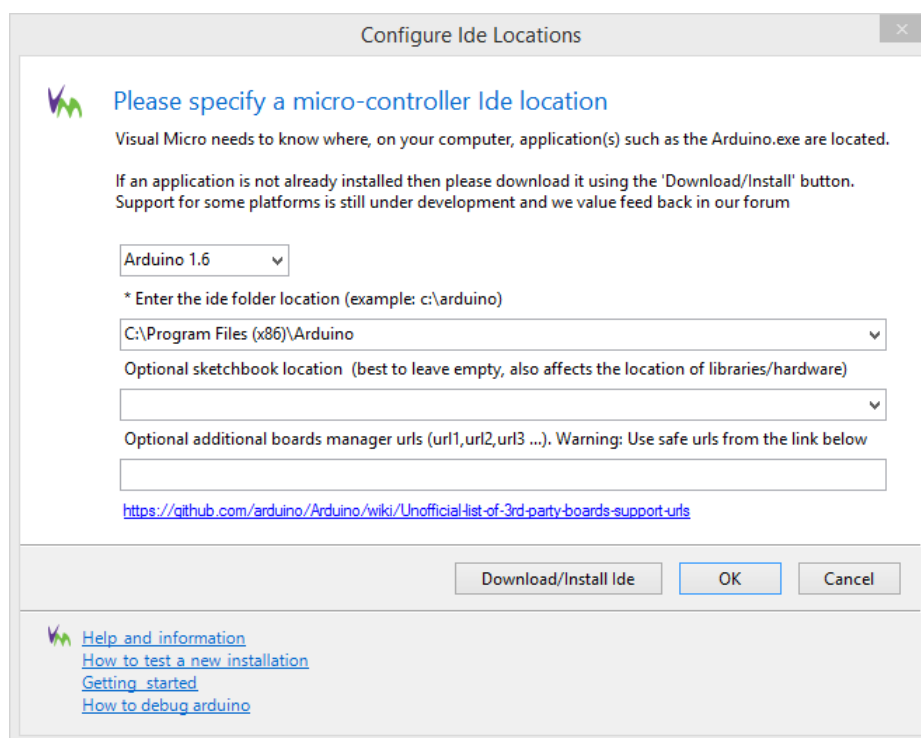 Configure Ide Locations
Please specify a micro-controller Ide location
Visual Micro needs to know where, on your computer, application(s) such as the Arduino.exe are located.
If an application is not already installed then please download it using the 'Download/Install' button.
Support for some platforms is still under development and we value feed back in our forum
Arduino 1.6
* Enter the ide folder location (example: c:\arduino)
C:\Program Files (x86)\Arduino
Optional sketchbook location (best to leave empty, also affects the location of libraries/hardware)
Optional additional boards manager urls (url1,url2,url3 ...). Warning: Use safe urls from the link below
https://github.com/arduino/Arduino/wiki/Unofficial-list-of-3rd-party-boards-support-urls
Download/Install Ide OK Cancel
Help and information
How to test a new installation
Getting started
How to debug arduino